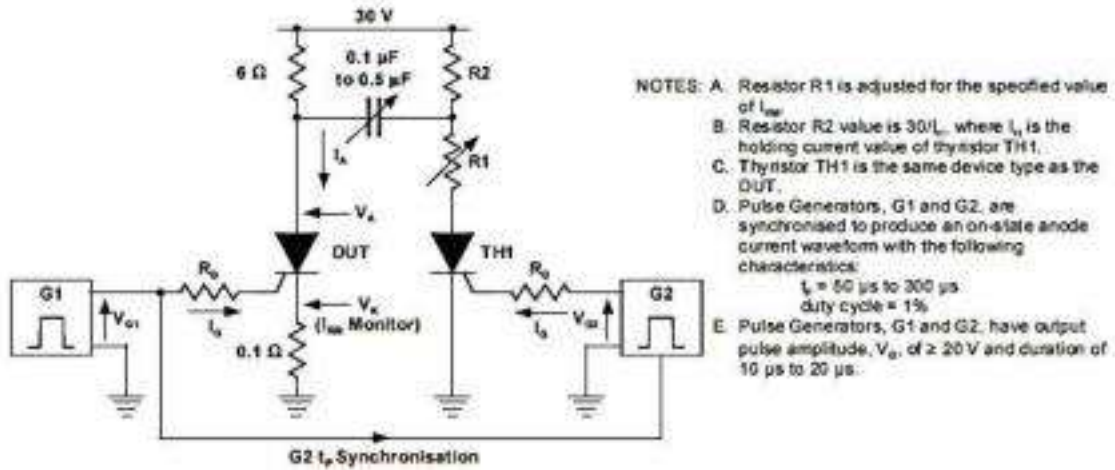 30 V
6 Ω
0.1 µF
to 0.5 µF
R2
I_A
R1
V_A
DUT
TH1
G1
R_G
R_G
G2
V_G1
I_G
V_K
Monitor)
I_G
V_G2
0.1 Ω
G2 t_P Synchronisation
NOTES: A. Resistor R1 is adjusted for the specified value
of
B. Resistor R2 value is where I_H is the
holding current value of thyristor TH1.
C. Thyristor TH1 is the same device type as the
DUT.
D. Pulse Generators, G1 and G2, are
synchronised to produce an on-state anode
current waveform with the following
characteristics:
t_P = 50 µs to 300 µs
duty cycle = 1%
E. Pulse Generators, G1 and G2, have output
pulse amplitude, V_G, of ≥ 20 V and duration of
10 µs to 20 µs.